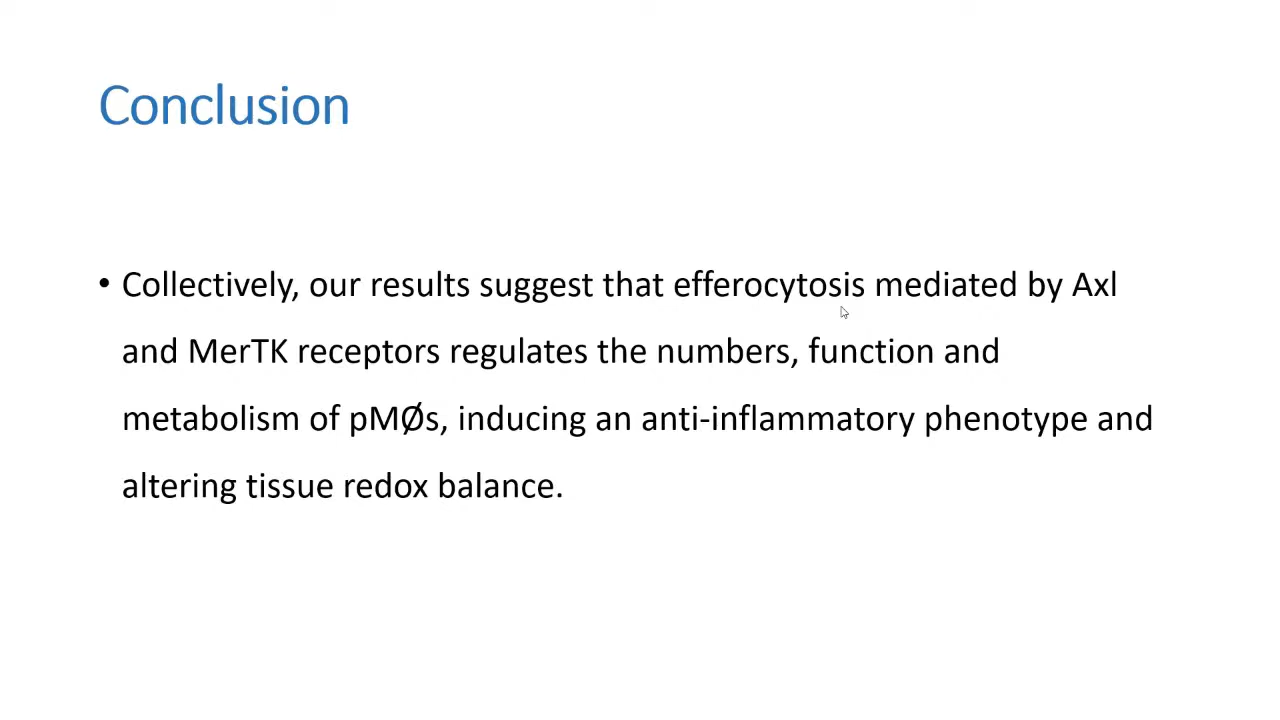 Conclusion
• Collectively, our results suggest that efferocytosis mediated by Axl
and MerTK receptors regulates the numbers, function and
metabolism of pMØs, inducing an anti-inflammatory phenotype and
altering tissue redox balance.